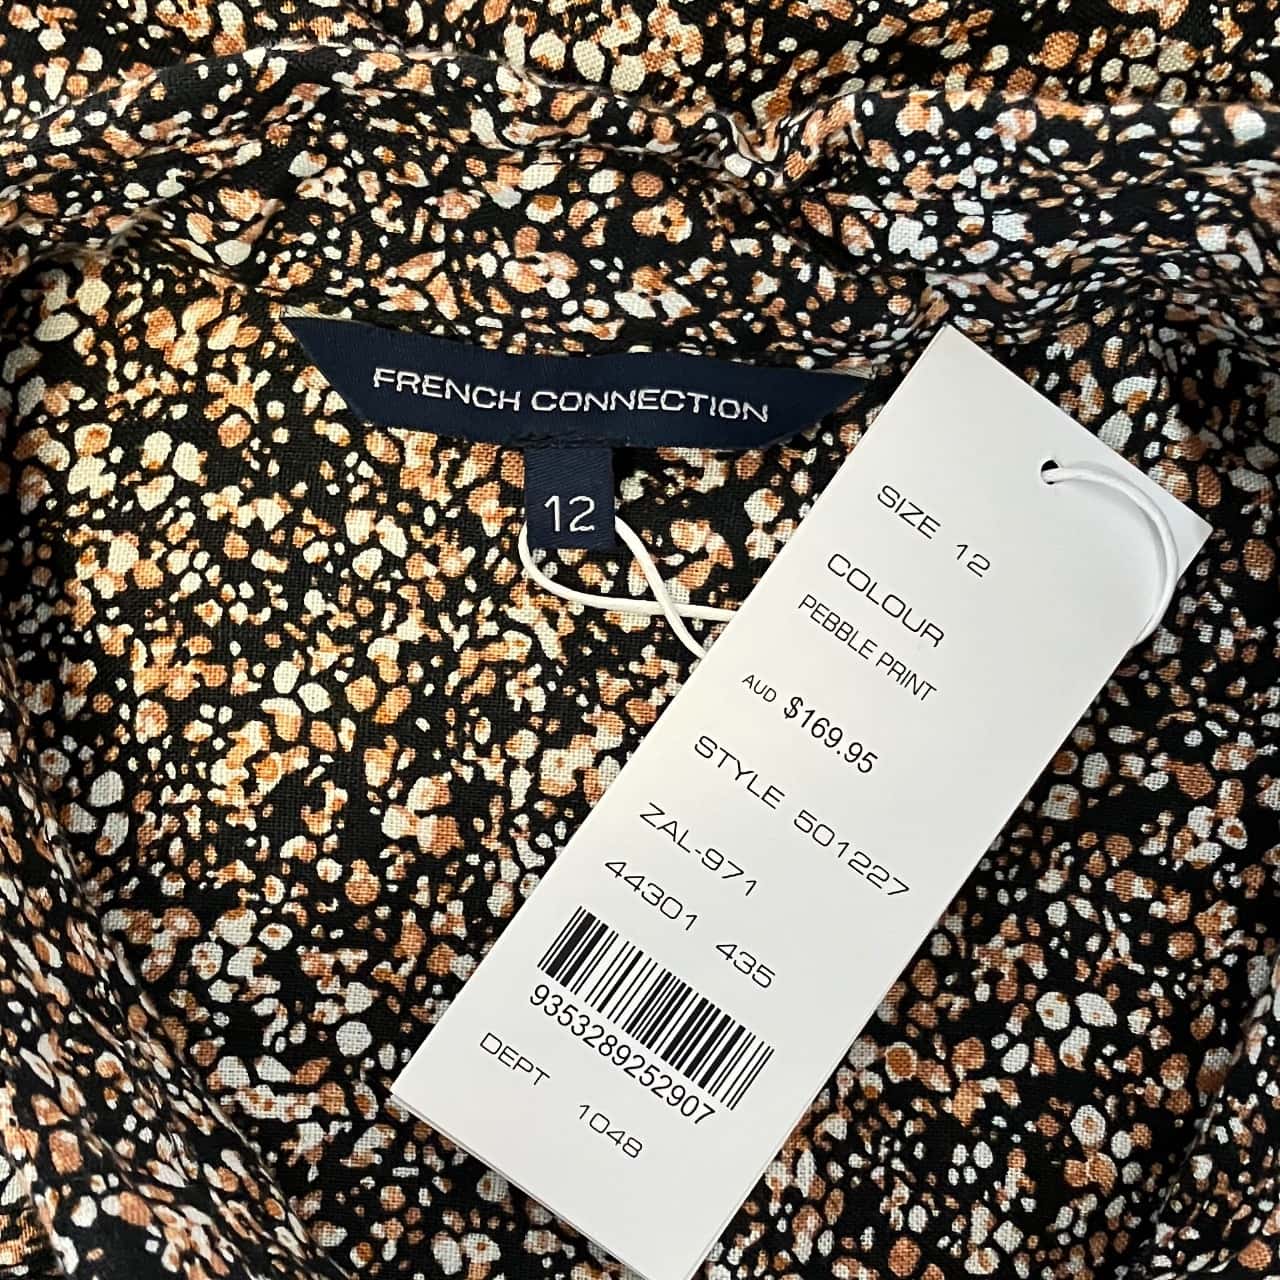 FRENCH CONNECTION
12
SIZE 12
COLOUR
PEBBLE PRINT
AUD $169.95
STYLE 501227
ZAL-971
44301 435
9353289252907
DEPT 1048